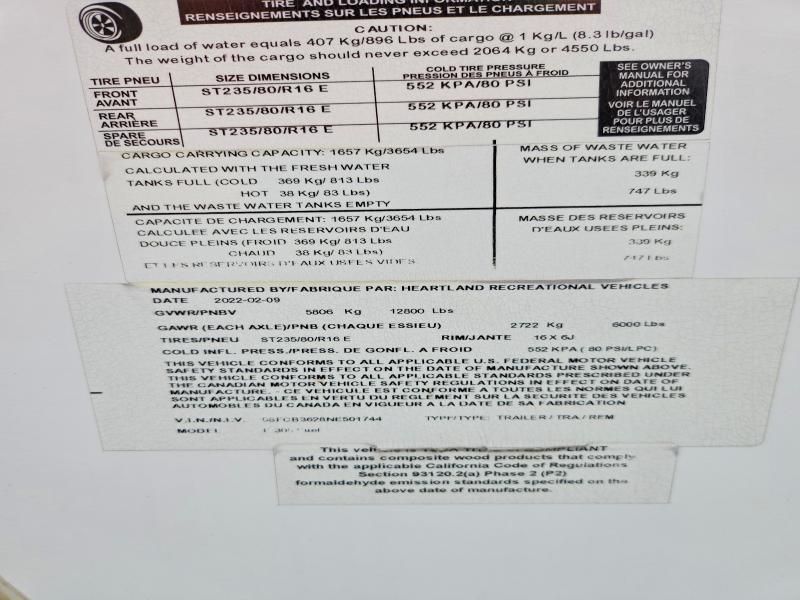 TIRE AND LOADING INFORMATION
RENSEIGNEMENTS SUR LES PNEUS ET LE CHARGEMENT
CAUTION:
A full load of water equals 407 Kg/896 Lbs of cargo @ 1 Kg/L (8.3 lb/gal)
The weight of the cargo should never exceed 2064 Kg or 4550 Lbs.
TIRE PNEU SIZE DIMENSIONS COLD TIRE PRESSURE
PRESSION DES PNEUS À FROID
FRONT
AVANT ST235/80/R16 E 552 KPA/80 PSI
REAR
ARRIÈRE ST235/80/R16 E 552 KPA/80 PSI
SPARE
DE SECOURS ST235/80/R16 E 552 KPA/80 PSI
SEE OWNER'S
MANUAL FOR
ADDITIONAL
INFORMATION
VOIR LE MANUEL
DE L'USAGER
POUR PLUS DE
RENSEIGNEMENTS
CARGO CARRYING CAPACITY: 1657 Kg/3654 Lbs
CALCULATED WITH THE FRESH WATER
TANKS FULL (COLD 369 Kg/ 813 Lbs
HOT 38 Kg/ 83 Lbs)
AND THE WASTE WATER TANKS EMPTY
MASS OF WASTE WATER
WHEN TANKS ARE FULL:
339 Kg
747 Lbs
CAPACITE DE CHARGEMENT: 1657 Kg/3654 Lbs
CALCULEE AVEC LES RESERVOIRS D'EAU
DOUCE PLEINS (FROID 369 Kg/ 813 Lbs
CHAUD 38 Kg/ 83 Lbs)
ET LES RESERVOIRS D'EAUX USEES VIDES
MASSE DES RESERVOIRS
D'EAUX USEES PLEINS:
339 Kg
747 Lbs
MANUFACTURED BY/FABRIQUE PAR: HEARTLAND RECREATIONAL VEHICLES
DATE 2022-02-09
GVWR/PNBV 5806 Kg 12800 Lbs
GAWR (EACH AXLE)/PNB (CHAQUE ESSIEU) 2722 Kg 6000 Lbs
TIRES/PNEU ST235/80/R16 E RIM/JANTE 16 X 6J
COLD INFL. PRESS./PRESS. DE GONFL. A FROID 552 KPA ( 80 PSI/LPC)
THIS VEHICLE CONFORMS TO ALL APPLICABLE U.S. FEDERAL MOTOR VEHICLE
SAFETY STANDARDS IN EFFECT ON THE DATE OF MANUFACTURE SHOWN ABOVE.
THIS VEHICLE CONFORMS TO ALL APPLICABLE STANDARDS PRESCRIBED UNDER
THE CANADIAN MOTOR VEHICLE SAFETY REGULATIONS IN EFFECT ON DATE OF
MANUFACTURE. - CE VEHICULE EST CONFORME A TOUTES LES NORMES QUI LUI
SONT APPLICABLES EN VERTU DU REGLEMENT SUR LA SECURITE DES VEHICLES
AUTOMOBILES DU CANADA EN VIGUEUR A LA DATE DE SA FABRICATION
V.I.N./N.I.V. TYPE/TYPE: TRAILER / TRA / REM
MODEL
This COMPLIANT
and contains composite wood products that comply
with the applicable California Code of Regulations
Section 93120.2(a) Phase 2 (P2)
formaldehyde emission standards specified on the
above date of manufacture.